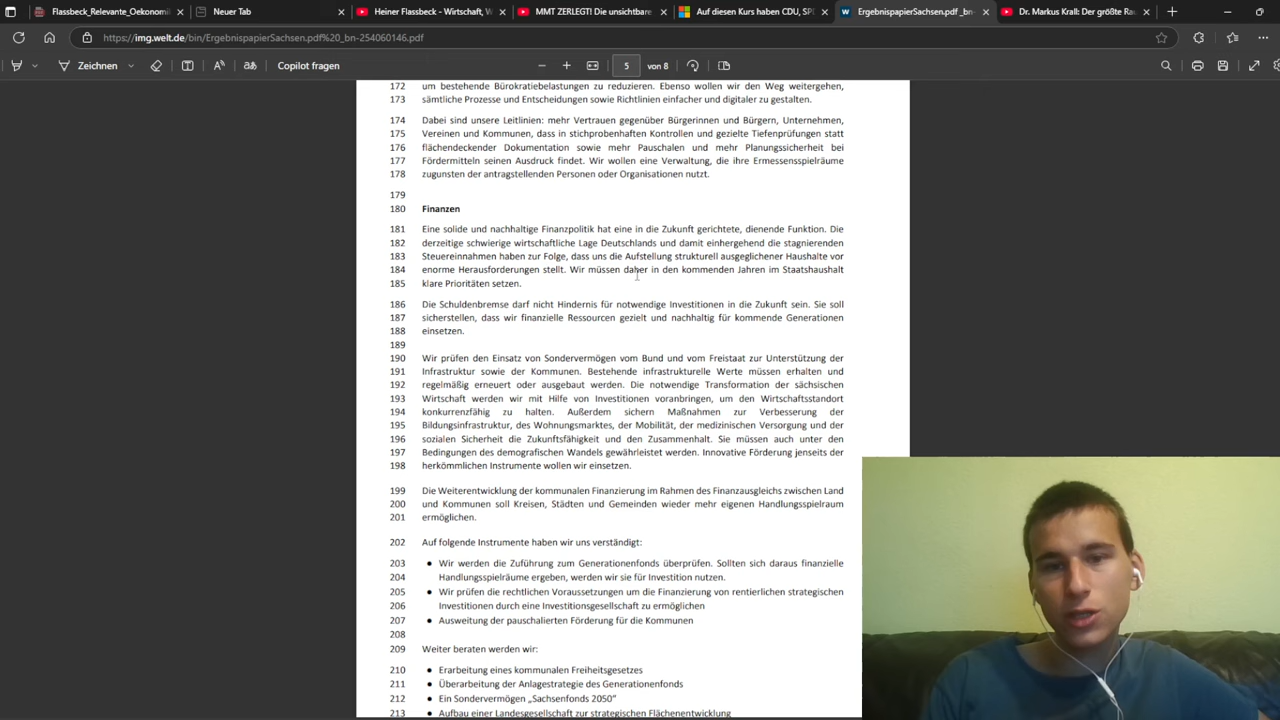 Flassbeck_Relevante_Oekonomik
Neuer Tab
Heiner Flassbeck - Wirtschaft, W
MMT ZERLEGT! Die unsichtbare
Auf diesen Kurs haben CDU, SP
ErgebnispapierSachsen.pdf_bn-
Dr. Markus Krall: Der größte Rau
https://img.welt.de/bin/ErgebnispapierSachsen.pdf%20_bn-254060146.pdf
Zeichnen
Copilot fragen
5 von 8
172 um bestehende Bürokratiebelastungen zu reduzieren. Ebenso wollen wir den Weg weitergehen,
173 sämtliche Prozesse und Entscheidungen sowie Richtlinien einfacher und digitaler zu gestalten.
174 Dabei sind unsere Leitlinien: mehr Vertrauen gegenüber Bürgerinnen und Bürgern, Unternehmen,
175 Vereinen und Kommunen, dass in stichprobenhaften Kontrollen und gezielte Tiefenprüfungen statt
176 flächendeckender Dokumentation sowie mehr Pauschalen und mehr Planungssicherheit bei
177 Fördermitteln seinen Ausdruck findet. Wir wollen eine Verwaltung, die ihre Ermessensspielräume
178 zugunsten der antragstellenden Personen oder Organisationen nutzt.
179
180 Finanzen
181 Eine solide und nachhaltige Finanzpolitik hat eine in die Zukunft gerichtete, dienende Funktion. Die
182 derzeitige schwierige wirtschaftliche Lage Deutschlands und damit einhergehend die stagnierenden
183 Steuereinnahmen haben zur Folge, dass uns die Aufstellung strukturell ausgeglichener Haushalte vor
184 enorme Herausforderungen stellt. Wir müssen daher in den kommenden Jahren im Staatshaushalt
185 klare Prioritäten setzen.
186 Die Schuldenbremse darf nicht Hindernis für notwendige Investitionen in die Zukunft sein. Sie soll
187 sicherstellen, dass wir finanzielle Ressourcen gezielt und nachhaltig für kommende Generationen
188 einsetzen.
189
190 Wir prüfen den Einsatz von Sondervermögen vom Bund und vom Freistaat zur Unterstützung der
191 Infrastruktur sowie der Kommunen. Bestehende infrastrukturelle Werte müssen erhalten und
192 regelmäßig erneuert oder ausgebaut werden. Die notwendige Transformation der sächsischen
193 Wirtschaft werden wir mit Hilfe von Investitionen voranbringen, um den Wirtschaftsstandort
194 konkurrenzfähig zu halten. Außerdem sichern Maßnahmen zur Verbesserung der
195 Bildungsinfrastruktur, des Wohnungsmarktes, der Mobilität, der medizinischen Versorgung und der
196 sozialen Sicherheit die Zukunftsfähigkeit und den Zusammenhalt. Sie müssen auch unter den
197 Bedingungen des demografischen Wandels gewährleistet werden. Innovative Förderung jenseits der
198 herkömmlichen Instrumente wollen wir einsetzen.
199 Die Weiterentwicklung der kommunalen Finanzierung im Rahmen des Finanzausgleichs zwischen Land
200 und Kommunen soll Kreisen, Städten und Gemeinden wieder mehr eigenen Handlungsspielraum
201 ermöglichen.
202 Auf folgende Instrumente haben wir uns verständigt:
203 ● Wir werden die Zuführung zum Generationenfonds überprüfen. Sollten sich daraus finanzielle
204 Handlungsspielräume ergeben, werden wir sie für Investition nutzen.
205 ● Wir prüfen die rechtlichen Voraussetzungen um die Finanzierung von rentierlichen strategischen
206 Investitionen durch eine Investitionsgesellschaft zu ermöglichen
207 ● Ausweitung der pauschalierten Förderung für die Kommunen
208
209 Weiter beraten werden wir:
210 ● Erarbeitung eines kommunalen Freiheitsgesetzes
211 ● Überarbeitung der Anlagestrategie des Generationenfonds
212 ● Ein Sondervermögen „Sachsenfonds 2050“
213 ● Aufbau einer Landesgesellschaft zur strategischen Flächenentwicklung